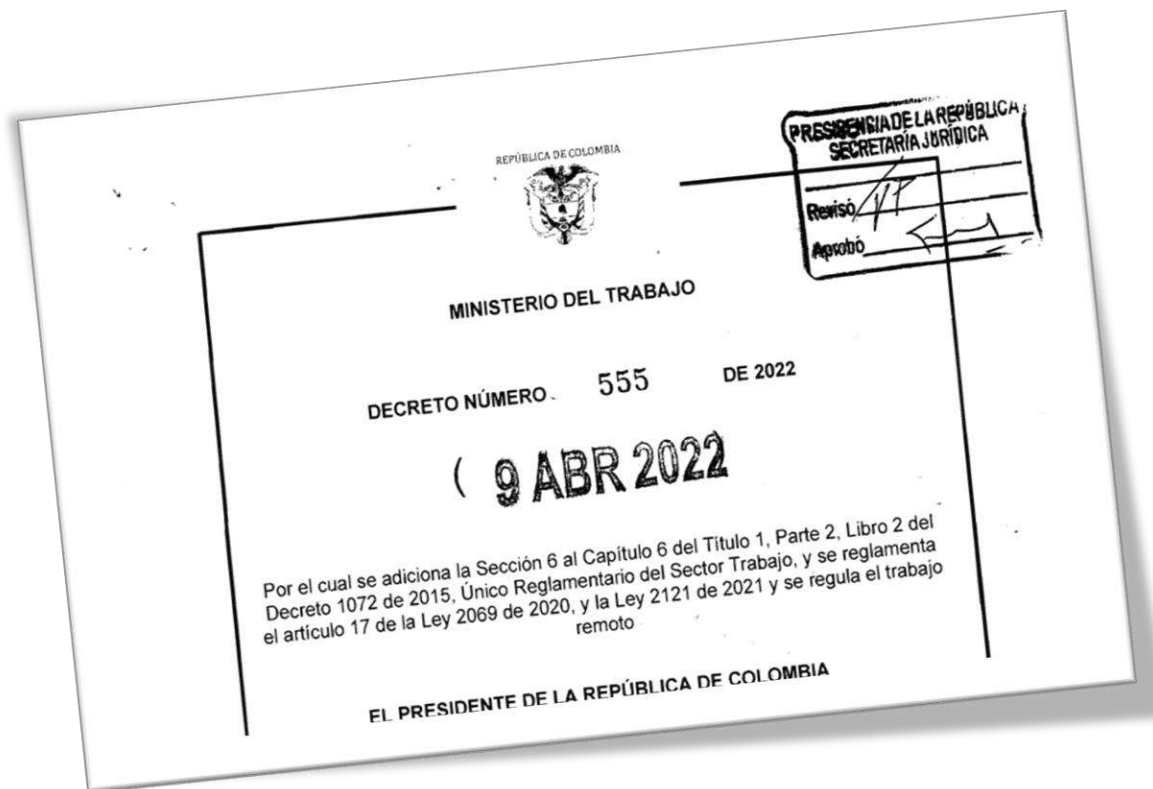 REPÚBLICA DE COLOMBIA
PRESIDENCIA DE LA REPÚBLICA
SECRETARÍA JURÍDICA
Revisó
Aprobó
MINISTERIO DEL TRABAJO
DECRETO NÚMERO 555 DE 2022
( 9 ABR 2022
Por el cual se adiciona la Sección 6 al Capítulo 6 del Título 1, Parte 2, Libro 2 del
Decreto 1072 de 2015, Único Reglamentario del Sector Trabajo, y se reglamenta
el artículo 17 de la Ley 2069 de 2020, y la Ley 2121 de 2021 y se regula el trabajo
remoto
EL PRESIDENTE DE LA REPÚBLICA DE COLOMBIA